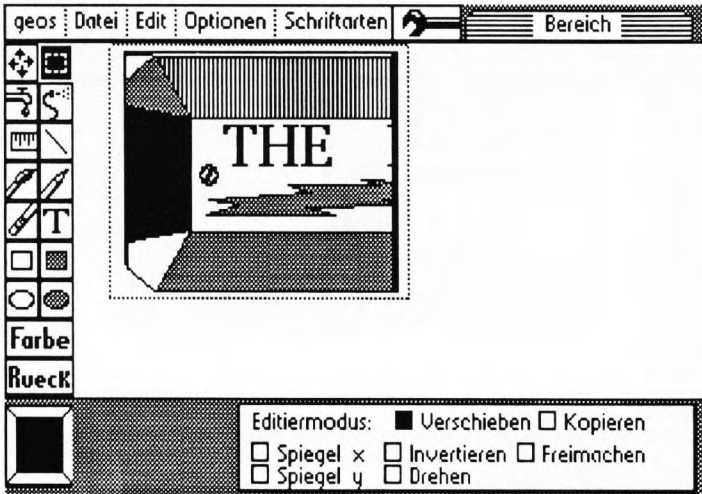 geos Datei Edit Optionen Schriftarten Bereich
THE
T
Farbe
Rueck
Editiermodus: Verschieben Kopieren
Spiegel x Invertieren Freimachen
Spiegel y Drehen